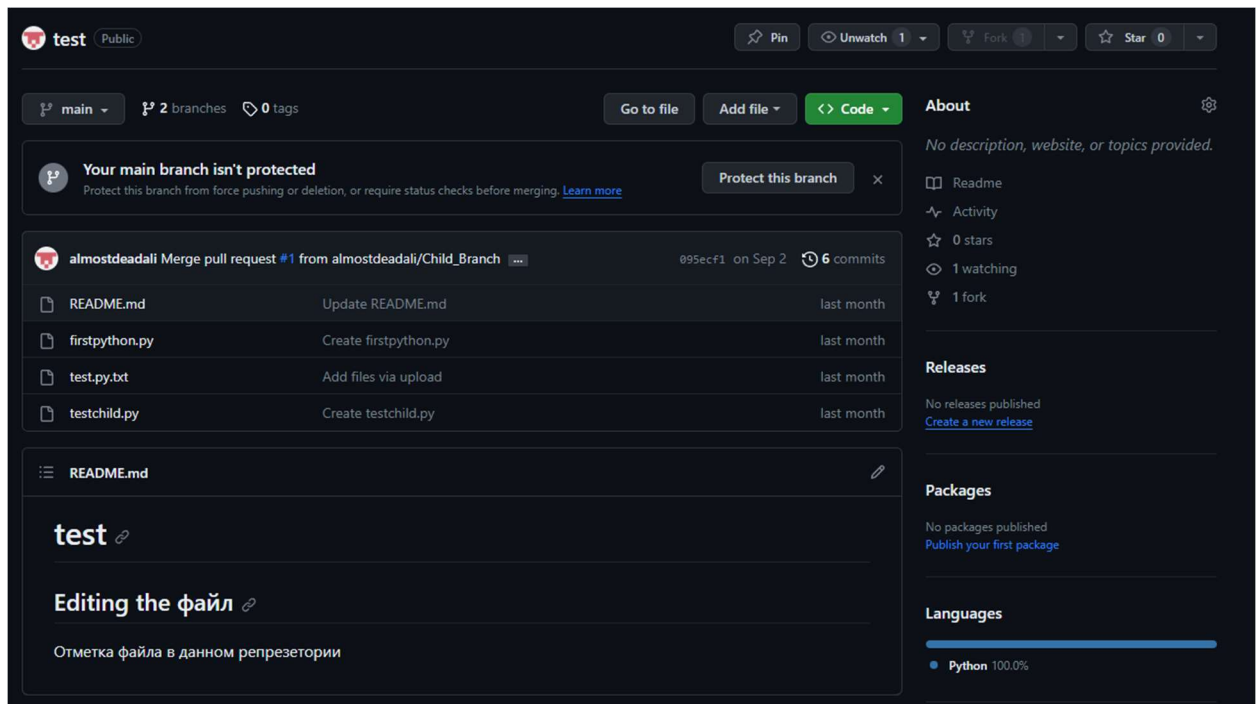 test Public
Pin Unwatch 1 Fork 1 Star 0
main 2 branches 0 tags Go to file Add file <> Code
Your main branch isn't protected
Protect this branch from force pushing or deletion, or require status checks before merging. Learn more
Protect this branch
almostdeadali Merge pull request #1 from almostdeadali/Child_Branch ... 095ecf1 on Sep 2 6 commits
README.md Update README.md last month
firstpython.py Create firstpython.py last month
test.py.txt Add files via upload last month
testchild.py Create testchild.py last month
README.md
test
Editing the файл
Отметка файла в данном репрезетории
About
No description, website, or topics provided.
Readme
Activity
0 stars
1 watching
1 fork
Releases
No releases published
Create a new release
Packages
No packages published
Publish your first package
Languages
Python 100.0%